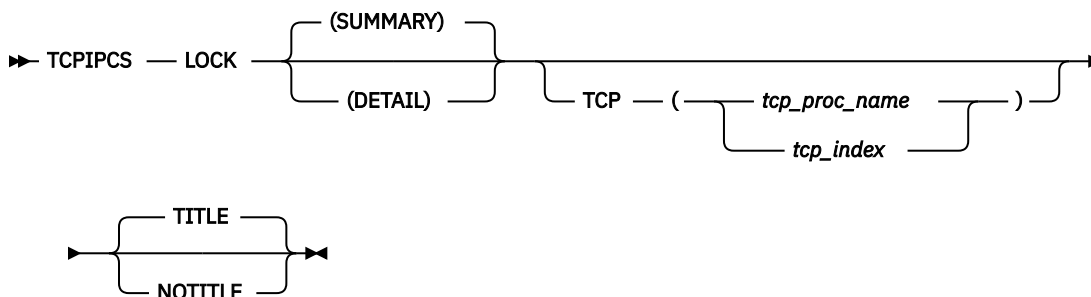 (SUMMARY)
TCPIPCS LOCK
(DETAIL) TCP ( tcp_proc_name )
tcp_index
TITLE
NOTITLE